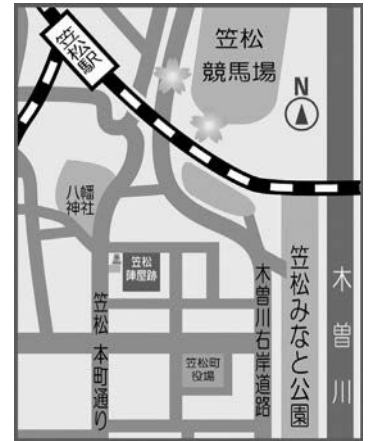 笠松駅
笠松
競馬場
N
八幡
神社
笠松
陣屋跡
笠松 本町通り
笠松町
役場
木曽川右岸道路
笠松みなと公園
木曽川